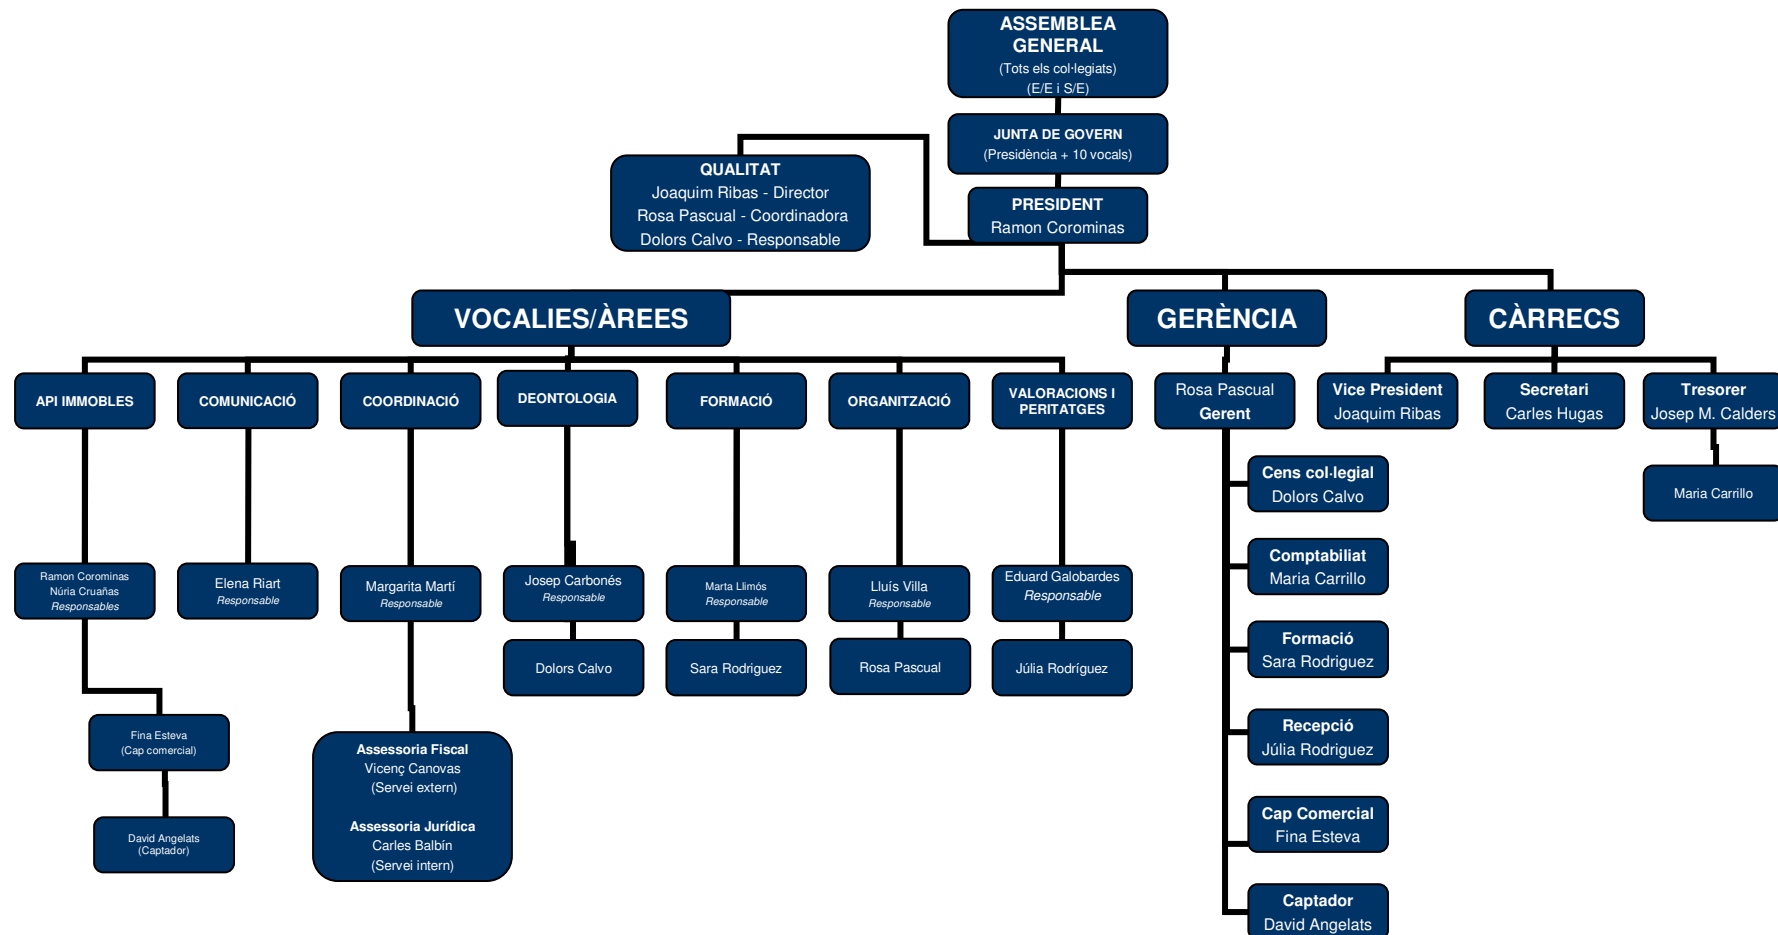 ASSEMBLEA
GENERAL
(Tots els col·legiats)
(E/E i S/E)
JUNTA DE GOVERN
(Presidència + 10 vocals)
QUALITAT
Joaquim Ribas - Director
Rosa Pascual - Coordinadora
Dolors Calvo - Responsable
PRESIDENT
Ramon Corominas
VOCALIES/ÀREES
GERÈNCIA
CÀRRECS
API IMMOBLES
COMUNICACIÓ
COORDINACIÓ
DEONTOLOGIA
FORMACIÓ
ORGANITZACIÓ
VALORACIONS I
PERITATGES
Rosa Pascual
Gerent
Vice President
Joaquim Ribas
Secretari
Carles Hugas
Tresorer
Josep M. Calders
Cens col·legial
Dolors Calvo
Maria Carrillo
Comptabiliat
Maria Carrillo
Ramon Corominas
Núria Cruañas
Responsables
Elena Riart
Responsable
Margarita Martí
Responsable
Josep Carbonés
Responsable
Marta Llimós
Responsable
Lluís Villa
Responsable
Eduard Galobardes
Responsable
Dolors Calvo
Sara Rodriguez
Rosa Pascual
Júlia Rodríguez
Formació
Sara Rodriguez
Fina Esteva
(Cap comercial)
Assessoria Fiscal
Vicenç Canovas
(Servei extern)
Assessoria Jurídica
Carles Balbín
(Servei intern)
Recepció
Júlia Rodriguez
David Angelats
(Captador)
Cap Comercial
Fina Esteva
Captador
David Angelats